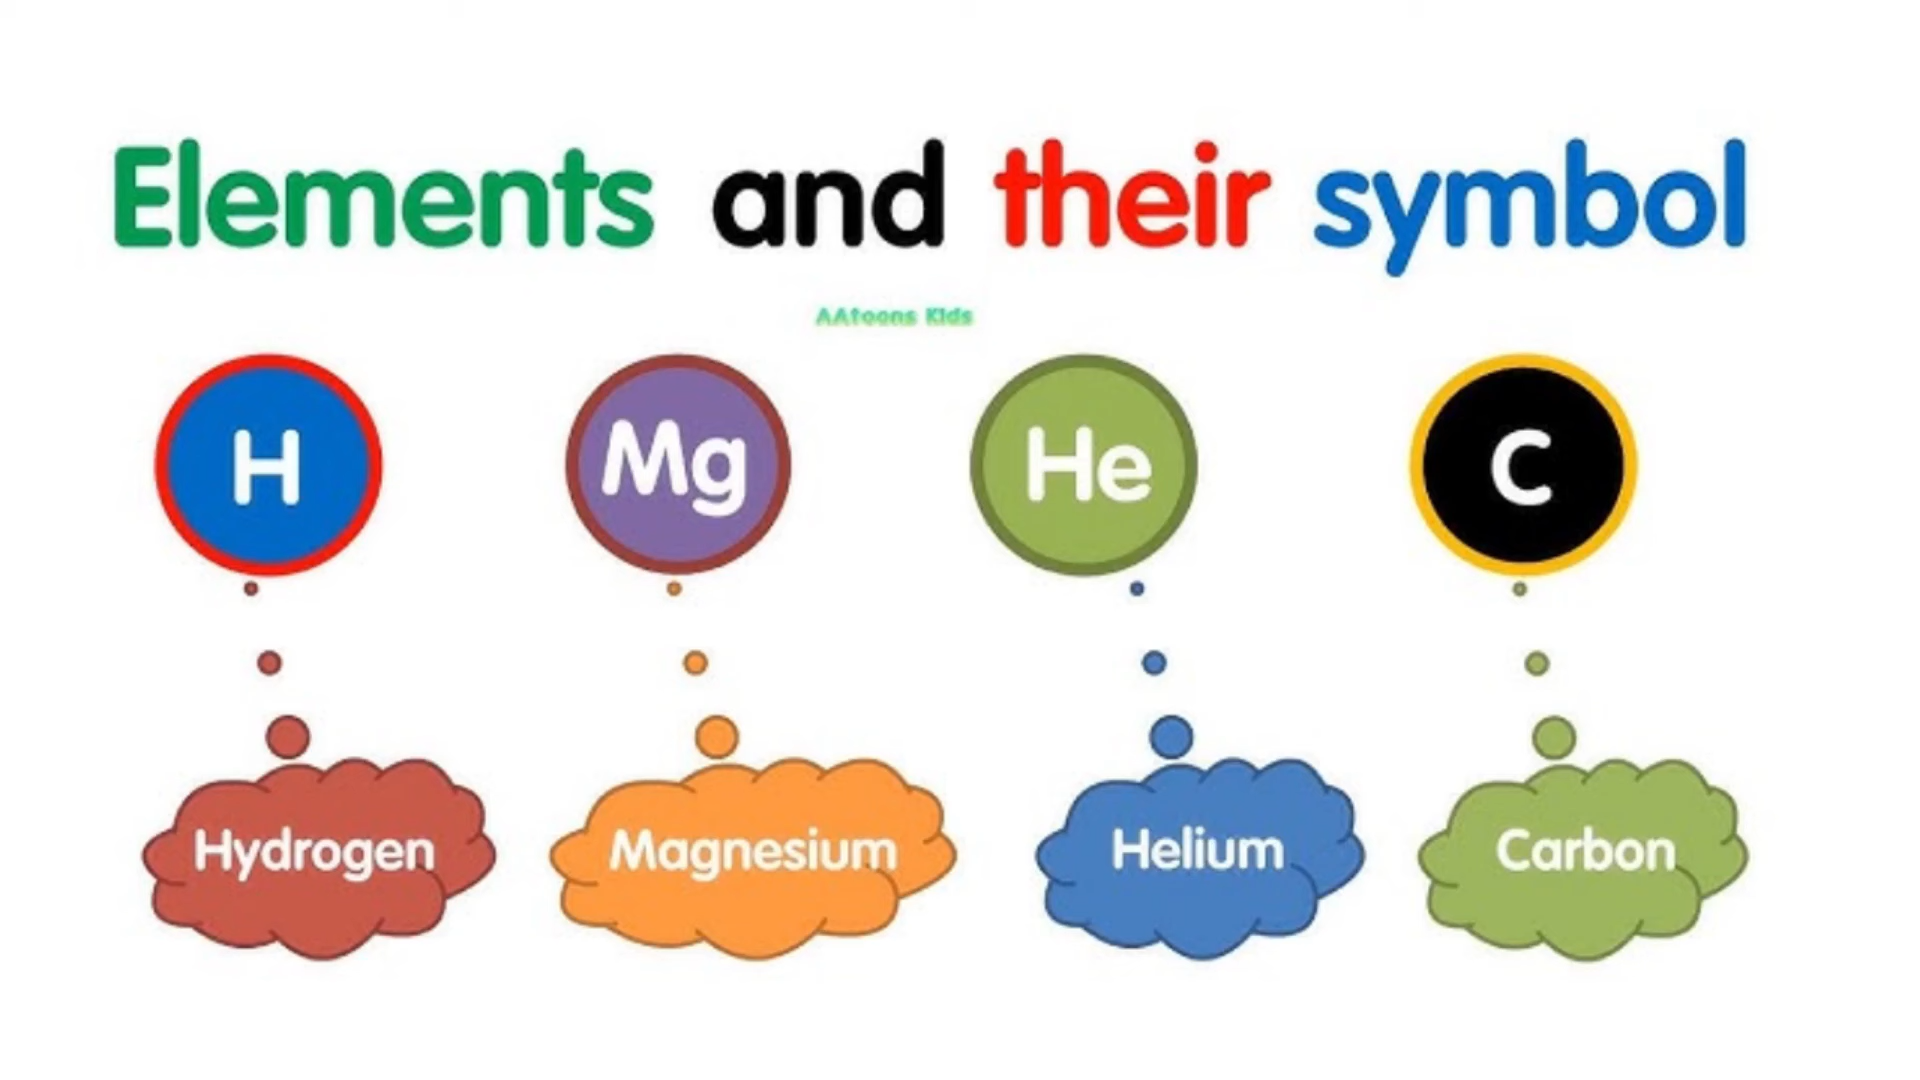 Elements and their symbol
AAtoons Kids
H Mg He C
Hydrogen Magnesium Helium Carbon